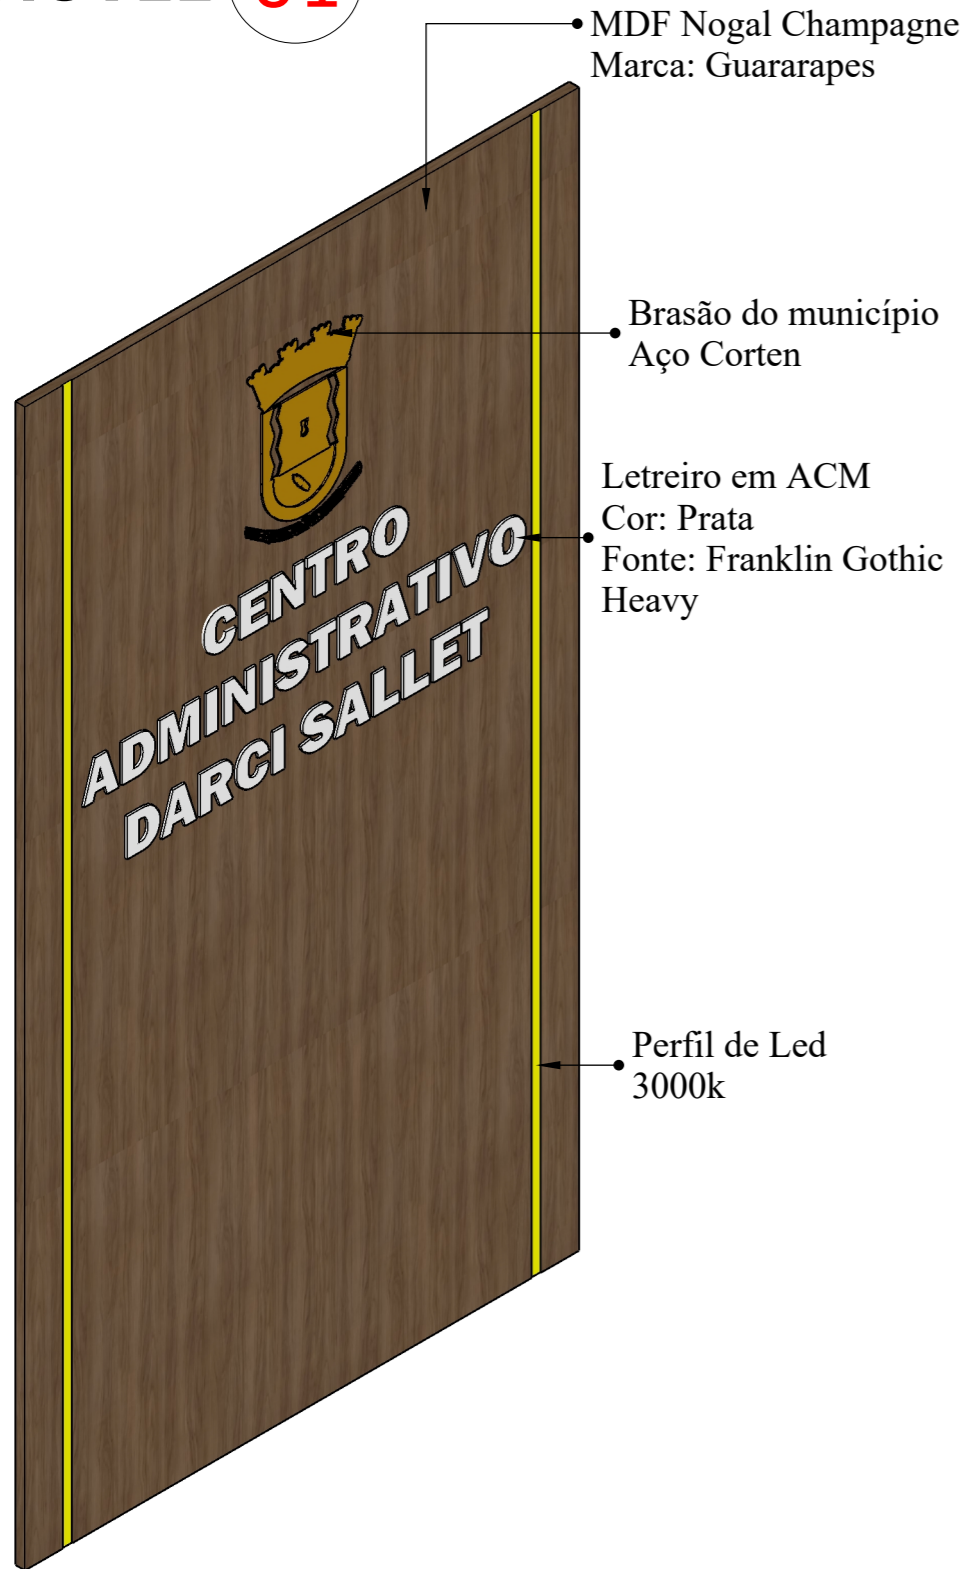 01
MDF Nogal Champagne
Marca: Guararapes
Brasão do município
Aço Corten
Letreiro em ACM
Cor: Prata
Fonte: Franklin Gothic
Heavy
CENTRO
ADMINISTRATIVO
DARCI SALLET
Perfil de Led
3000k